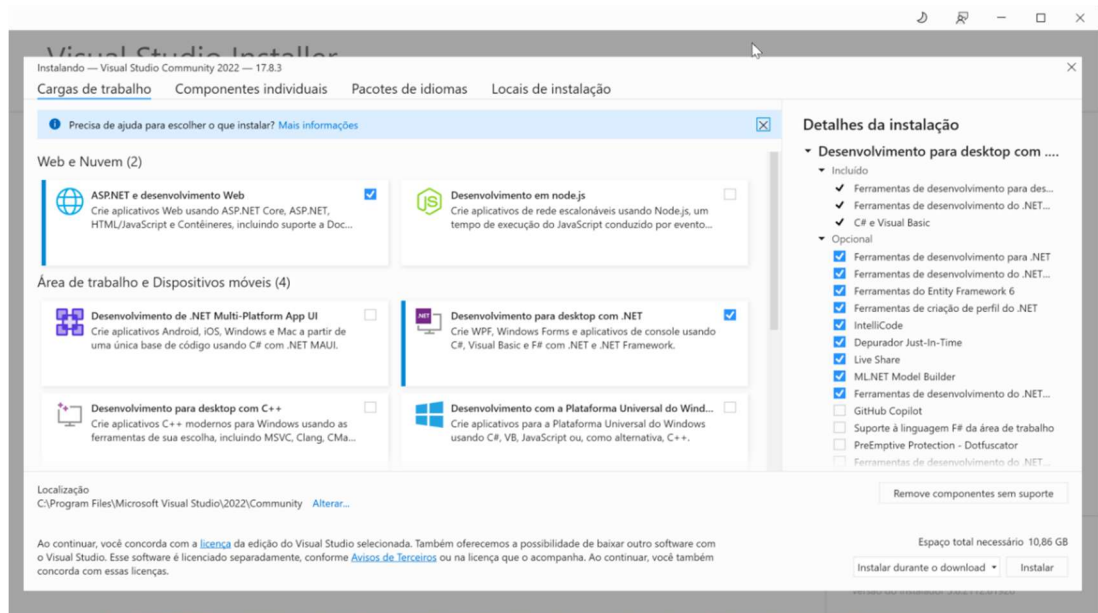 Visual Studio Installer
Instalando — Visual Studio Community 2022 — 17.8.3
Cargas de trabalho
Componentes individuais
Pacotes de idiomas
Locais de instalação
Precisa de ajuda para escolher o que instalar? Mais informações
Web e Nuvem (2)
ASP.NET e desenvolvimento Web
Crie aplicativos Web usando ASP.NET Core, ASP.NET,
HTML/JavaScript e Contêineres, incluindo suporte a Doc...
Desenvolvimento em node.js
Crie aplicativos de rede escalonáveis usando Node.js, um
tempo de execução do JavaScript conduzido por evento...
Área de trabalho e Dispositivos móveis (4)
Desenvolvimento de .NET Multi-Platform App UI
Crie aplicativos Android, iOS, Windows e Mac a partir de
uma única base de código usando C# com .NET MAUI.
.NET
Desenvolvimento para desktop com .NET
Crie WPF, Windows Forms e aplicativos de console usando
C#, Visual Basic e F# com .NET e .NET Framework.
Desenvolvimento para desktop com C++
Crie aplicativos C++ modernos para Windows usando as
ferramentas de sua escolha, incluindo MSVC, Clang, CMa...
Desenvolvimento com a Plataforma Universal do Wind...
Crie aplicativos para a Plataforma Universal do Windows
usando C#, VB, JavaScript ou, como alternativa, C++.
Detalhes da instalação
Desenvolvimento para desktop com ....
Incluído
Ferramentas de desenvolvimento para des...
Ferramentas de desenvolvimento do .NET...
C# e Visual Basic
Opcional
Ferramentas de desenvolvimento para .NET
Ferramentas de desenvolvimento do .NET...
Ferramentas do Entity Framework 6
Ferramentas de criação de perfil do .NET
IntelliCode
Depurador Just-In-Time
Live Share
ML.NET Model Builder
Ferramentas de desenvolvimento do .NET...
GitHub Copilot
Suporte à linguagem F# da área de trabalho
PreEmptive Protection - Dotfuscator
Ferramentas de desenvolvimento do .NET...
Localização
C:\Program Files\Microsoft Visual Studio\2022\Community Alterar...
Remove componentes sem suporte
Ao continuar, você concorda com a licença da edição do Visual Studio selecionada. Também oferecemos a possibilidade de baixar outro software com
o Visual Studio. Esse software é licenciado separadamente, conforme Avisos de Terceiros ou na licença que o acompanha. Ao continuar, você também
concorda com essas licenças.
Espaço total necessário 10,86 GB
Instalar durante o download
Instalar